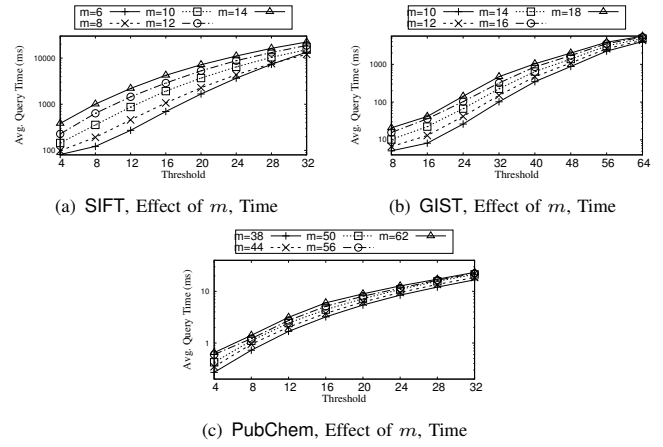 m=6 m=10 m=14
m=8 m=12
10000
1000
100
Avg. Query Time (ms)
4 8 12 16 20 24 28 32
Threshold
(a) SIFT, Effect of m, Time
m=10 m=14 m=18
m=12 m=16
1000
100
10
Avg. Query Time (ms)
8 16 24 32 40 48 56 64
Threshold
(b) GIST, Effect of m, Time
m=38 m=50 m=62
m=44 m=56
10
1
Avg. Query Time (ms)
4 8 12 16 20 24 28 32
Threshold
(c) PubChem, Effect of m, Time